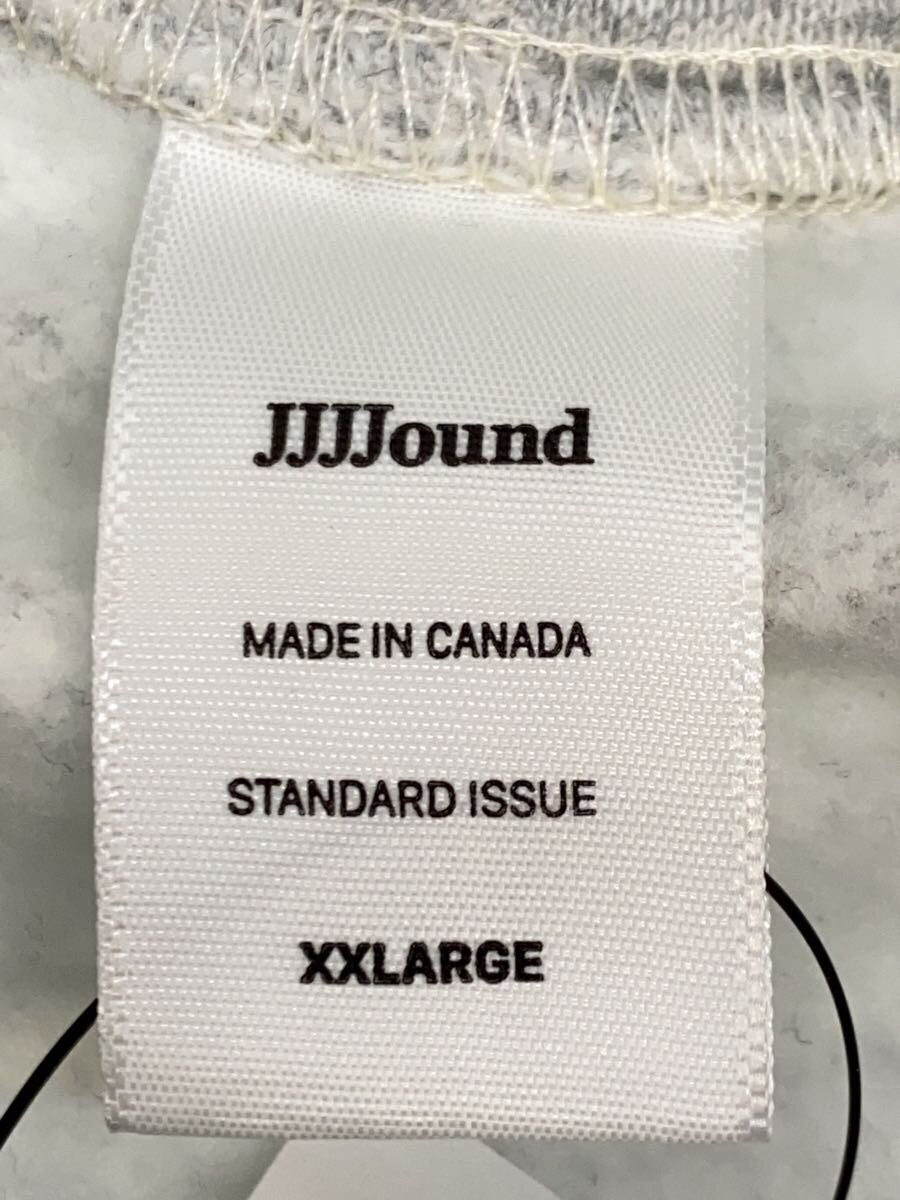 JJJJound
MADE IN CANADA
STANDARD ISSUE
XXLARGE